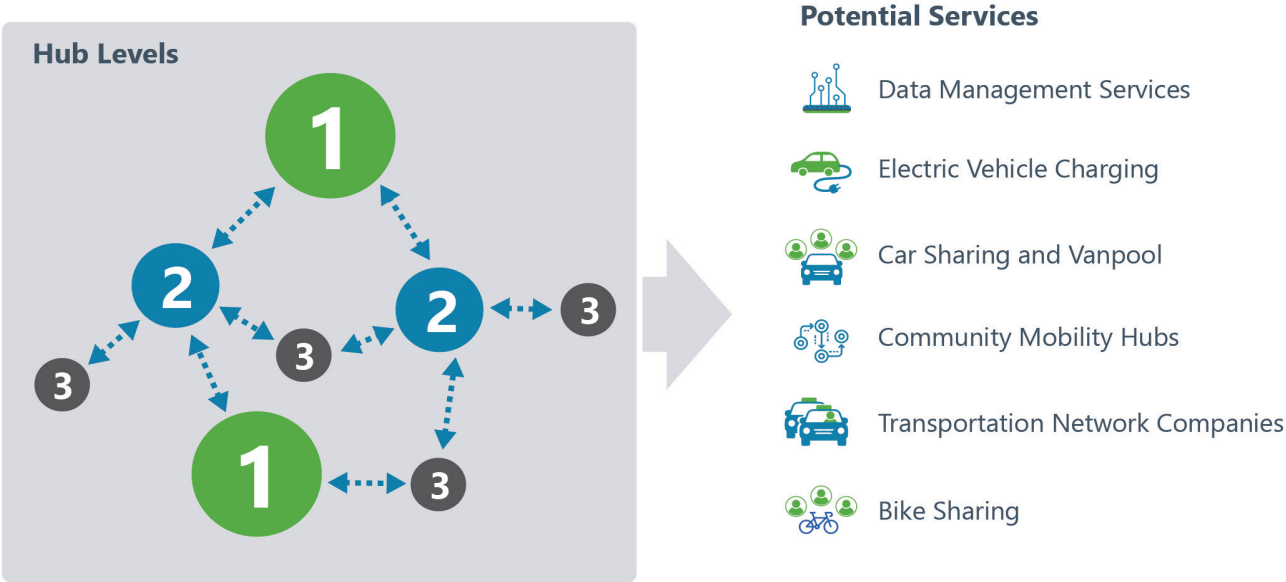 Hub Levels
1
2
2
3
3
3
1
3
Potential Services
Data Management Services
Electric Vehicle Charging
Car Sharing and Vanpool
Community Mobility Hubs
Transportation Network Companies
Bike Sharing